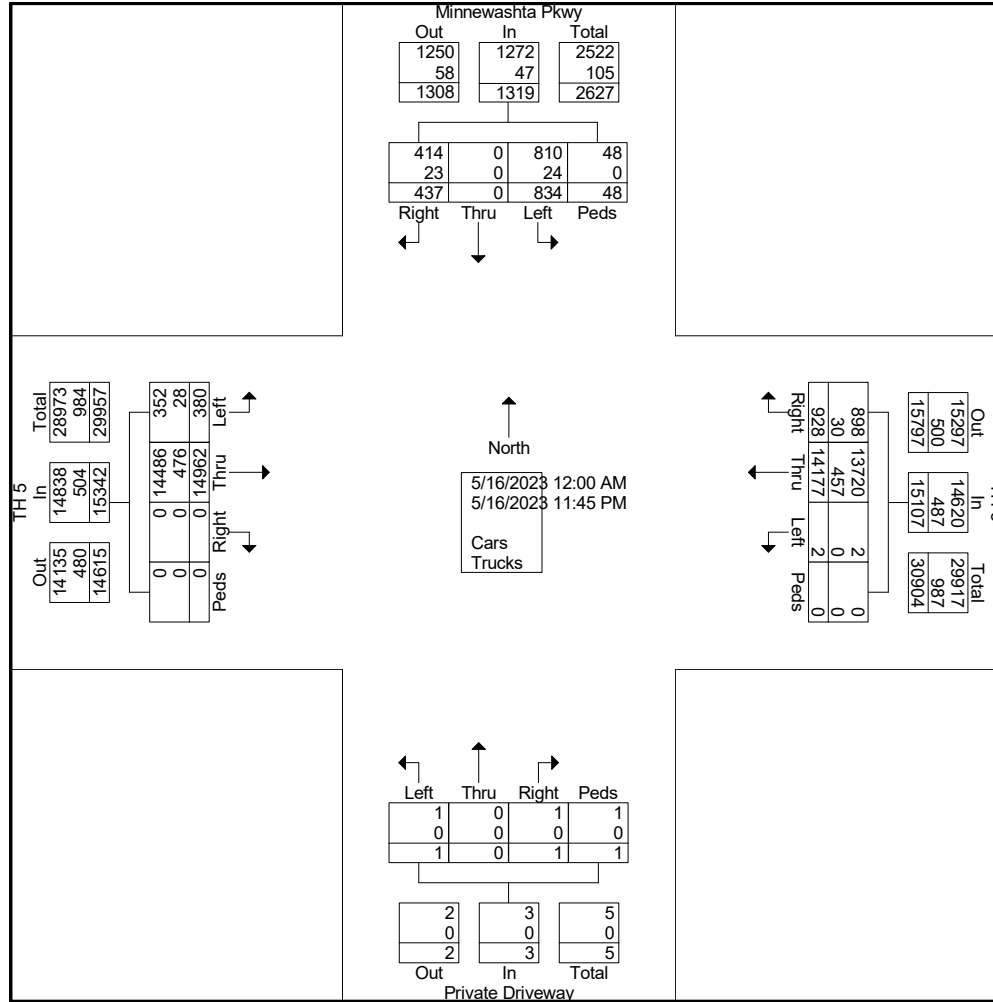 Minnewashta Pkwy
Out In Total
1250 1272 2522
58 47 105
1308 1319 2627
414 0 810 48
23 0 24 0
437 0 834 48
Right Thru Left Peds
TH 5
Total In Out
28973 14838 14135
984 504 480
29957 15342 14615
352 14486 0 0
28 476 0 0
380 14962 0 0
Left Thru Right Peds
North
5/16/2023 12:00 AM
5/16/2023 11:45 PM
Cars
Trucks
Out In Total
15297 14620 29917
500 487 987
15797 15107 30904
898 13720 2 0
30 457 0 0
928 14177 2 0
Right Thru Left Peds
Left Thru Right Peds
1 0 1 1
0 0 0 0
1 0 1 1
2 3 5
0 0 0
2 3 5
Out In Total
Private Driveway